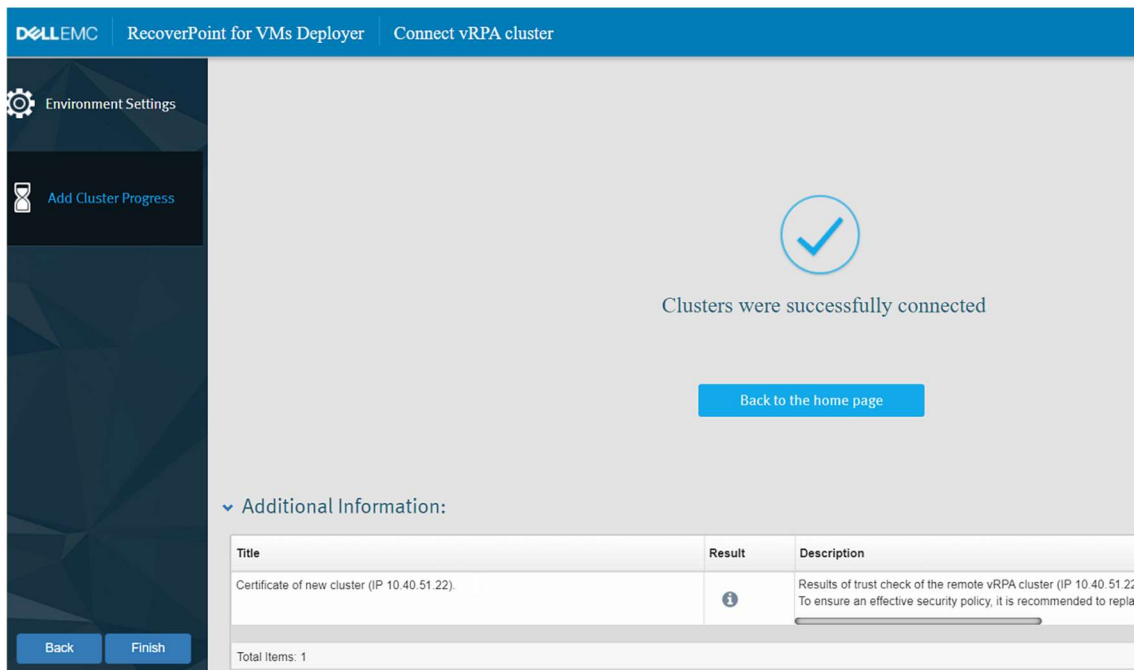 DELLEMC RecoverPoint for VMs Deployer Connect vRPA cluster
Environment Settings
Add Cluster Progress
Clusters were successfully connected
Back to the home page
Additional Information:
Title Result Description
Certificate of new cluster (IP 10.40.51.22). Results of trust check of the remote vRPA cluster (IP 10.40.51.22
To ensure an effective security policy, it is recommended to repla
Total Items: 1
Back Finish